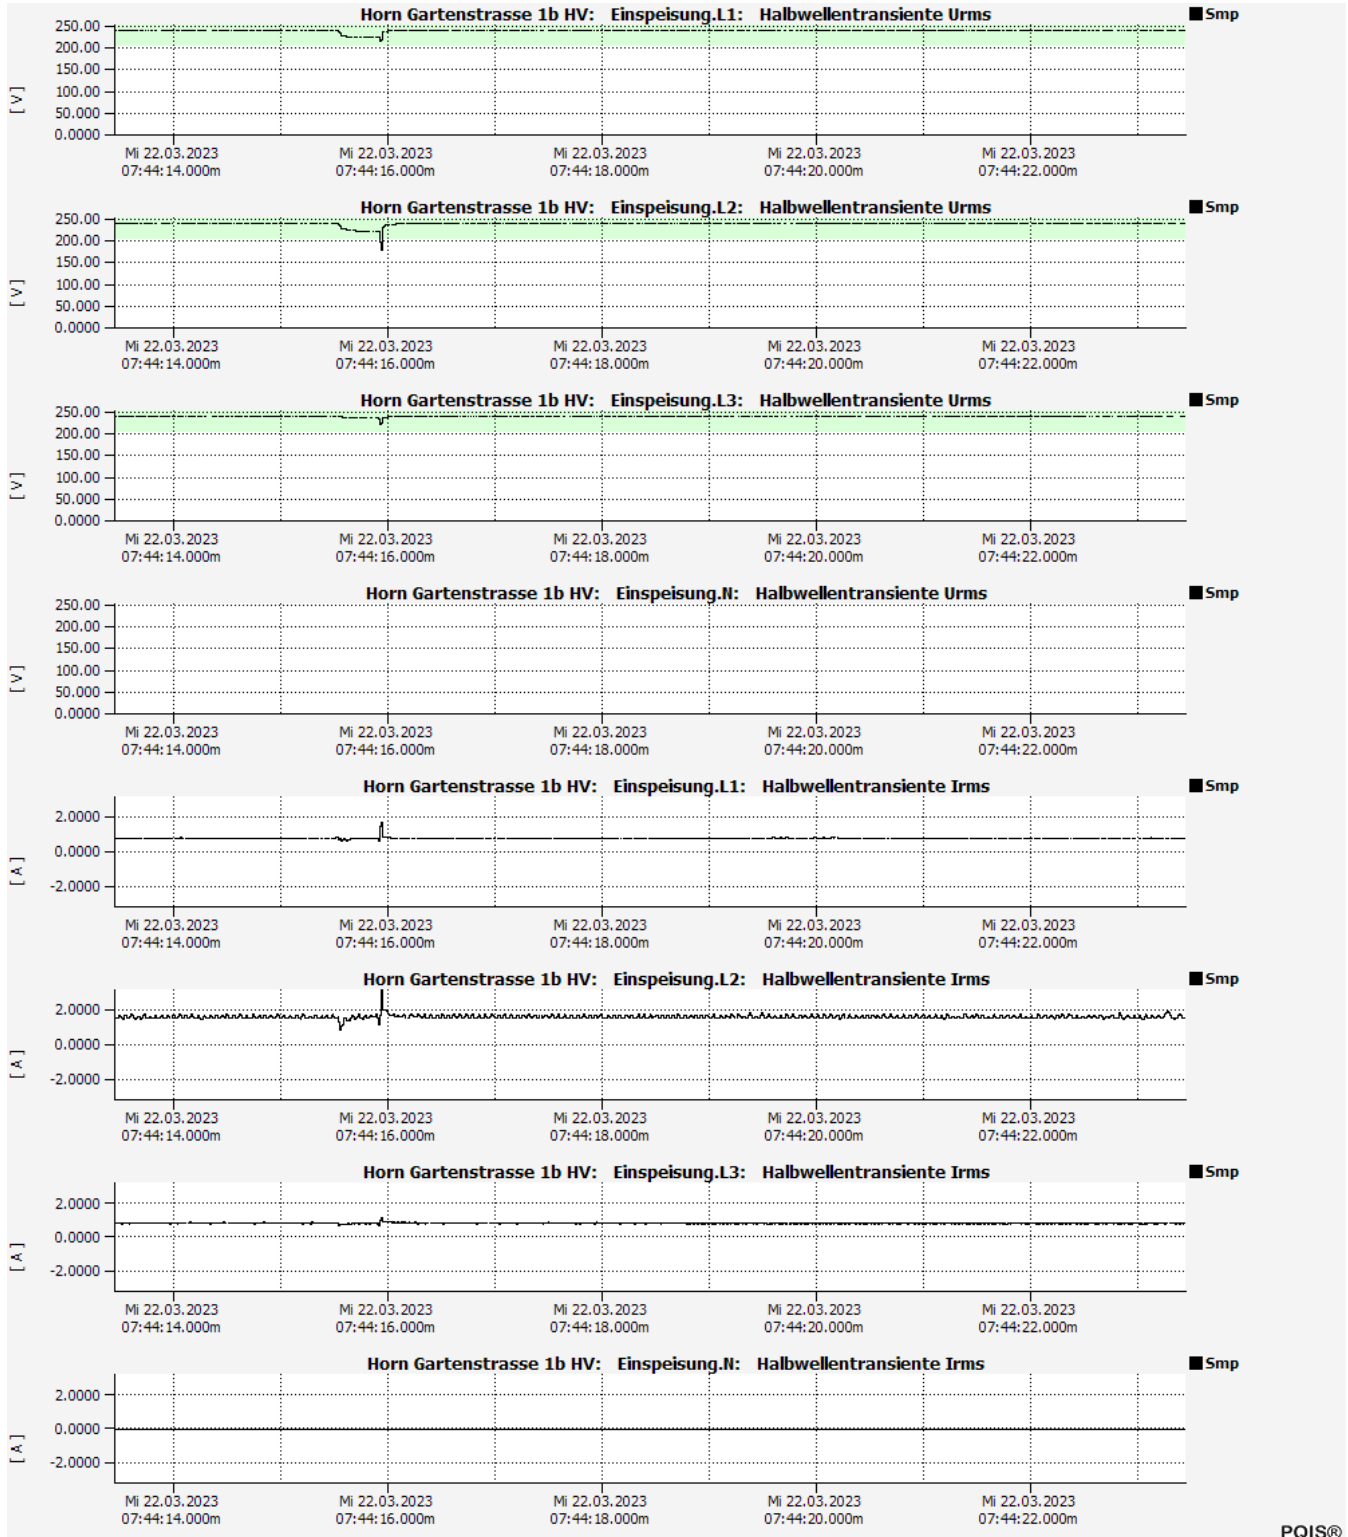 Horn Gartenstrasse 1b HV: Einspeisung.L1: Halbwellentransiente Urms
Smp
250.00
200.00
150.00
100.00
50.000
0.0000
[ V ]
Mi 22.03.2023 Mi 22.03.2023 Mi 22.03.2023 Mi 22.03.2023 Mi 22.03.2023
07:44:14.000m 07:44:16.000m 07:44:18.000m 07:44:20.000m 07:44:22.000m
Horn Gartenstrasse 1b HV: Einspeisung.L2: Halbwellentransiente Urms
Smp
250.00
200.00
150.00
100.00
50.000
0.0000
[ V ]
Mi 22.03.2023 Mi 22.03.2023 Mi 22.03.2023 Mi 22.03.2023 Mi 22.03.2023
07:44:14.000m 07:44:16.000m 07:44:18.000m 07:44:20.000m 07:44:22.000m
Horn Gartenstrasse 1b HV: Einspeisung.L3: Halbwellentransiente Urms
Smp
250.00
200.00
150.00
100.00
50.000
0.0000
[ V ]
Mi 22.03.2023 Mi 22.03.2023 Mi 22.03.2023 Mi 22.03.2023 Mi 22.03.2023
07:44:14.000m 07:44:16.000m 07:44:18.000m 07:44:20.000m 07:44:22.000m
Horn Gartenstrasse 1b HV: Einspeisung.N: Halbwellentransiente Urms
Smp
250.00
200.00
150.00
100.00
50.000
0.0000
[ V ]
Mi 22.03.2023 Mi 22.03.2023 Mi 22.03.2023 Mi 22.03.2023 Mi 22.03.2023
07:44:14.000m 07:44:16.000m 07:44:18.000m 07:44:20.000m 07:44:22.000m
Horn Gartenstrasse 1b HV: Einspeisung.L1: Halbwellentransiente Irms
Smp
2.0000
0.0000
-2.0000
[ A ]
Mi 22.03.2023 Mi 22.03.2023 Mi 22.03.2023 Mi 22.03.2023 Mi 22.03.2023
07:44:14.000m 07:44:16.000m 07:44:18.000m 07:44:20.000m 07:44:22.000m
Horn Gartenstrasse 1b HV: Einspeisung.L2: Halbwellentransiente Irms
Smp
2.0000
0.0000
-2.0000
[ A ]
Mi 22.03.2023 Mi 22.03.2023 Mi 22.03.2023 Mi 22.03.2023 Mi 22.03.2023
07:44:14.000m 07:44:16.000m 07:44:18.000m 07:44:20.000m 07:44:22.000m
Horn Gartenstrasse 1b HV: Einspeisung.L3: Halbwellentransiente Irms
Smp
2.0000
0.0000
-2.0000
[ A ]
Mi 22.03.2023 Mi 22.03.2023 Mi 22.03.2023 Mi 22.03.2023 Mi 22.03.2023
07:44:14.000m 07:44:16.000m 07:44:18.000m 07:44:20.000m 07:44:22.000m
Horn Gartenstrasse 1b HV: Einspeisung.N: Halbwellentransiente Irms
Smp
2.0000
0.0000
-2.0000
[ A ]
Mi 22.03.2023 Mi 22.03.2023 Mi 22.03.2023 Mi 22.03.2023 Mi 22.03.2023
07:44:14.000m 07:44:16.000m 07:44:18.000m 07:44:20.000m 07:44:22.000m
PQIS®